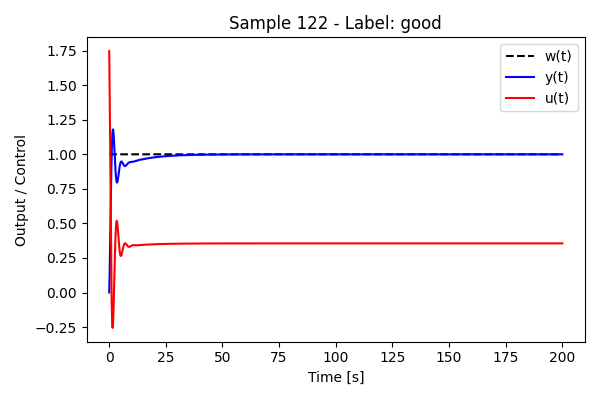 Sample 122 - Label: good
Output / Control
1.75
1.50
1.25
1.00
0.75
0.50
0.25
0.00
−0.25
w(t)
y(t)
u(t)
0 25 50 75 100 125 150 175 200
Time [s]